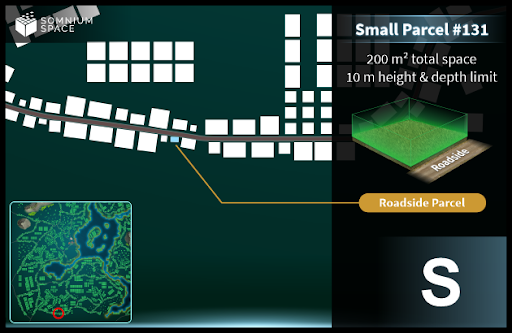 SOMNIUM
SPACE
Small Parcel #131
200 m² total space
10 m height & depth limit
Roadside
Roadside Parcel
S